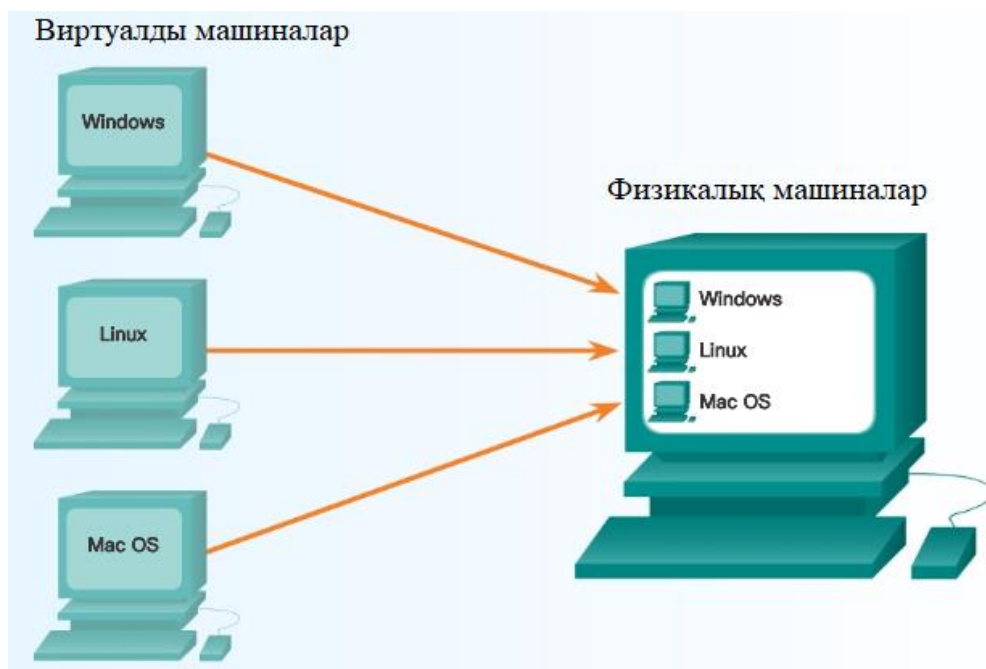 Виртуалды машиналар
Windows
Linux
Mac OS
Физикалық машиналар
Windows
Linux
Mac OS